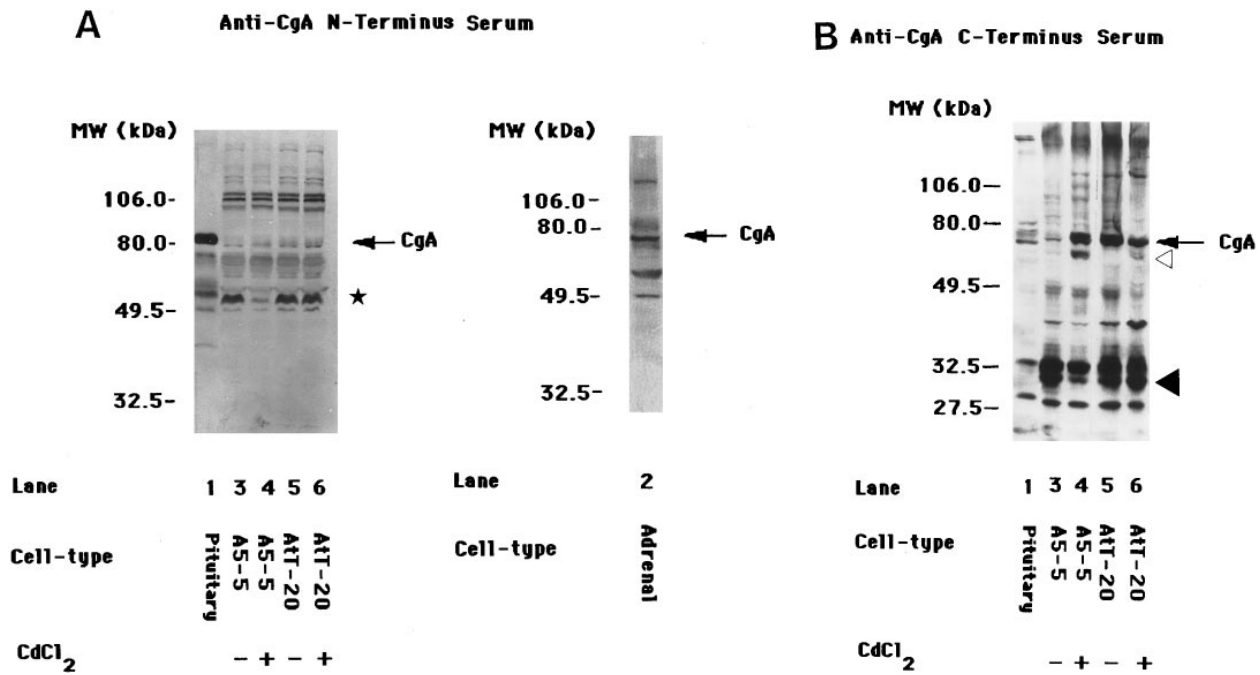 A Anti-CgA N-Terminus Serum
MW (kDa)
106.0-
80.0-
49.5-
32.5-
CgA
★
Lane 1 3 4 5 6
Cell-type Pituitary A5-5 A5-5 AtT-20 AtT-20
CdCl2 - + - +
MW (kDa)
106.0-
80.0-
49.5-
32.5-
CgA
Lane 2
Cell-type Adrenal
B Anti-CgA C-Terminus Serum
MW (kDa)
106.0-
80.0-
49.5-
32.5-
27.5-
CgA
Lane 1 3 4 5 6
Cell-type Pituitary A5-5 A5-5 AtT-20 AtT-20
CdCl2 - + - +